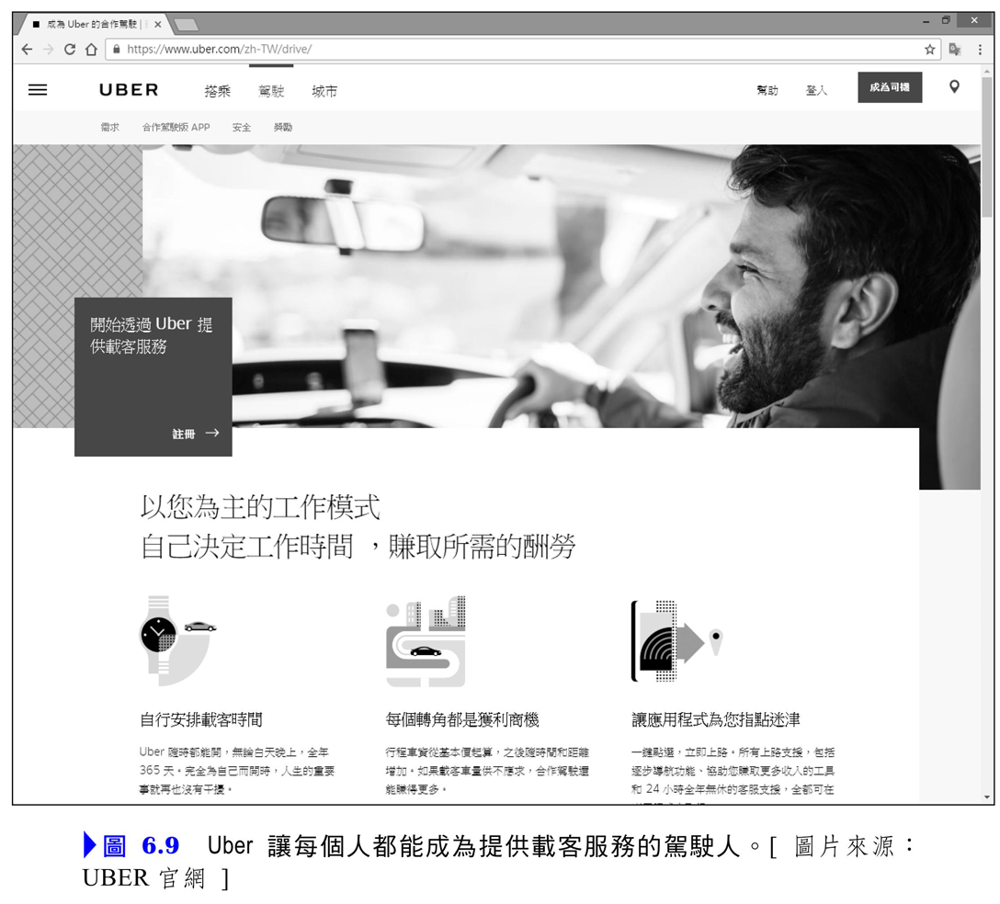 成為 Uber 的合作駕駛 |
https://www.uber.com/zh-TW/drive/
UBER 搭乘 駕駛 城市 幫助 登入 成為司機
需求 合作駕駛版 APP 安全 獎勵
開始透過 Uber 提
供載客服務
註冊 →
以您為主的工作模式
自己決定工作時間 ，賺取所需的酬勞
自行安排載客時間
Uber 隨時都能開，無論白天晚上，全年
365 天。完全為自己而開時，人生的重要
事就再也沒有干擾。
每個轉角都是獲利商機
行程車資從基本價起算，之後隨時間和距離
增加。如果載客車量供不應求，合作駕駛還
能賺得更多。
讓應用程式為您指點迷津
一鍵點選，立即上路。所有上路支援，包括
逐步導航功能、協助您賺取更多收入的工具
和 24 小時全年無休的客服支援，全都可在
圖 6.9 Uber 讓每個人都能成為提供載客服務的駕駛人。[ 圖片來源：
UBER 官網 ]